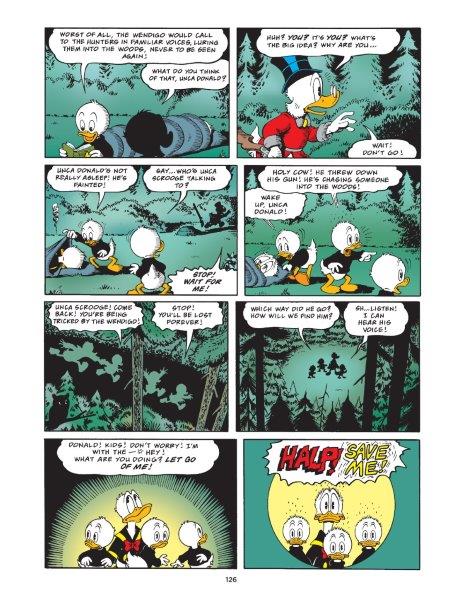 WORST OF ALL, THE WENDIGO WOULD CALL
TO THE HUNTERS IN FAMILIAR VOICES, LURING
THEM INTO THE WOODS, NEVER TO BE SEEN
AGAIN!
WHAT DO YOU THINK
OF THAT, UNCA DONALD?
HUH? YOU? IT'S YOU? WHAT'S
THE BIG IDEA? WHY ARE YOU...
WAIT!
DON'T GO!
UNCA DONALD'S NOT
REALLY ASLEEP! HE'S
FAINTED!
SAY...WHO'S UNCA
SCROOGE TALKING
TO?
STOP!
WAIT FOR
ME!
HOLY COW! HE THREW DOWN
HIS GUN! HE'S CHASING SOMEONE
INTO THE WOODS!
WAKE
UP, UNCA
DONALD!
UNCA SCROOGE! COME
BACK! YOU'RE BEING
TRICKED BY THE WENDIGO!
STOP!
YOU'LL BE LOST
FOREVER!
WHICH WAY DID HE GO?
HOW WILL WE FIND HIM?
SH...LISTEN!
I CAN
HEAR HIS
VOICE!
DONALD! KIDS! DON'T WORRY! I'M
WITH THE — HEY!
WHAT ARE YOU DOING? LET GO
OF ME!
HALP! SAVE
ME!
126